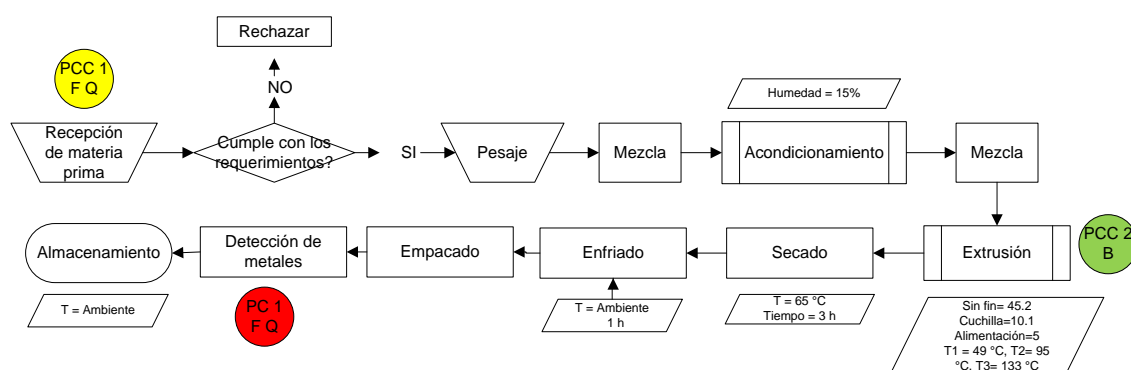 Rechazar
PCC 1
F Q
NO
Humedad = 15%
Recepción
de materia
prima
Cumple con los
requerimientos?
SI
Pesaje
Mezcla
Acondicionamiento
Mezcla
Almacenamiento
Detección de
metales
Empacado
Enfriado
Secado
Extrusión
PCC 2
B
T = Ambiente
PC 1
F Q
T = Ambiente
1 h
T = 65 °C
Tiempo = 3 h
Sin fin= 45.2
Cuchilla=10.1
Alimentación=5
T1 = 49 °C, T2= 95
°C, T3= 133 °C